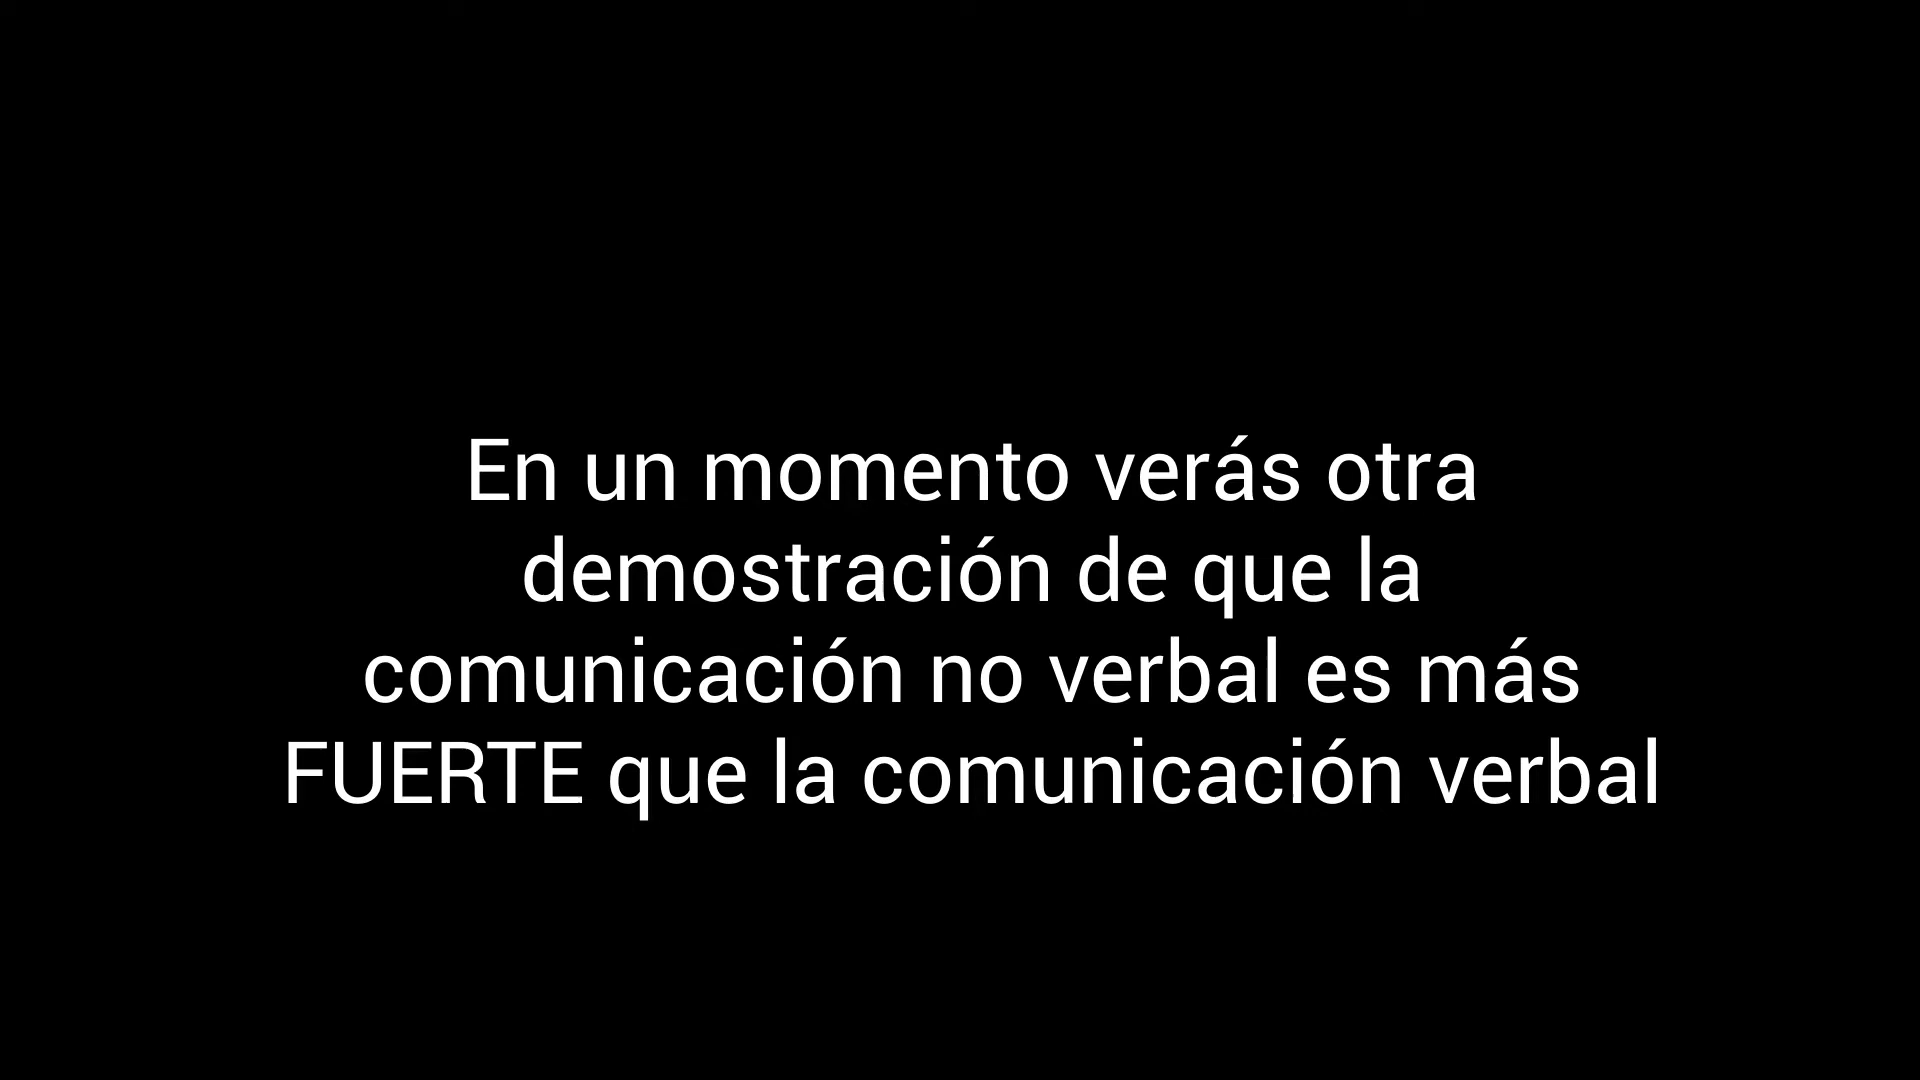 En un momento verás otra
demostración de que la
comunicación no verbal es más
FUERTE que la comunicación verbal